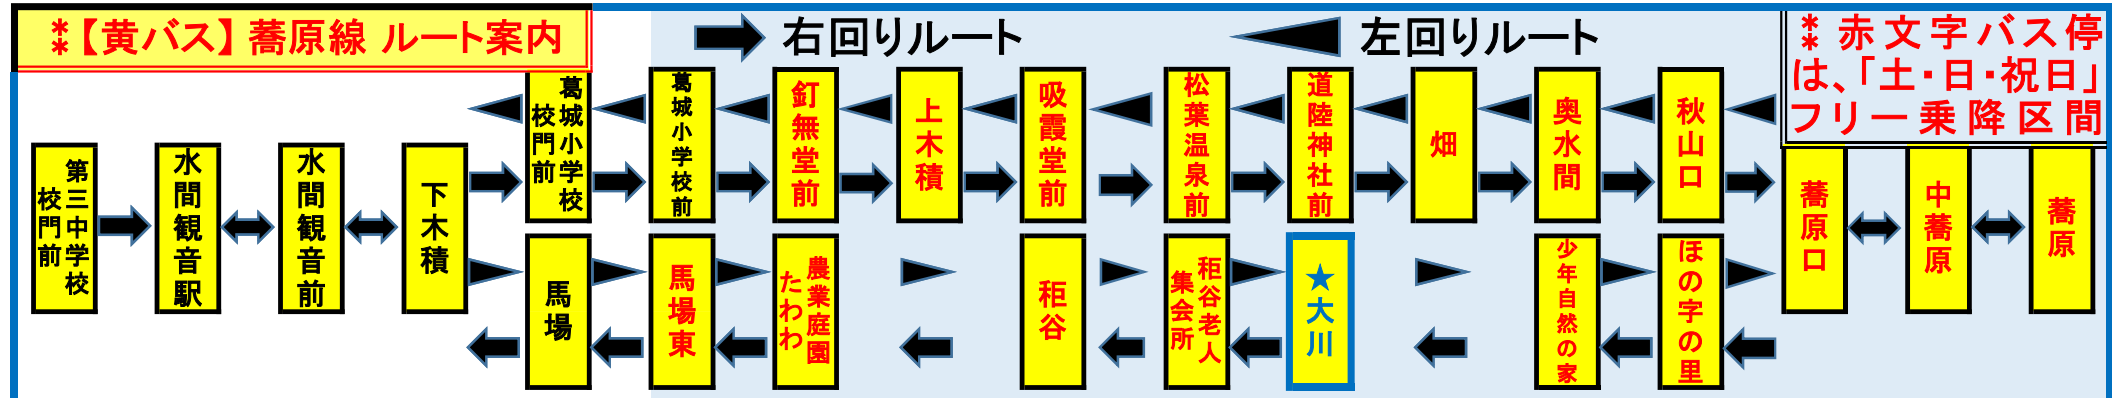 **【黄バス】蕎原線 ルート案内
右回りルート
左回りルート
**赤文字バス停
は、「土・日・祝日」
フリー乗降区間
第三中学校
校門前
水間観音駅
水間観音前
下木積
葛城小学校
校門前
葛城小学校前
釘無堂前
上木積
吸霞堂前
松葉温泉前
道陸神社前
畑
奥水間
秋山口
馬場
馬場東
農業庭園
たわわ
秬谷
秬谷老人
集会所
★大川
少年自然の家
ほの字の里
蕎原口
中蕎原
蕎原